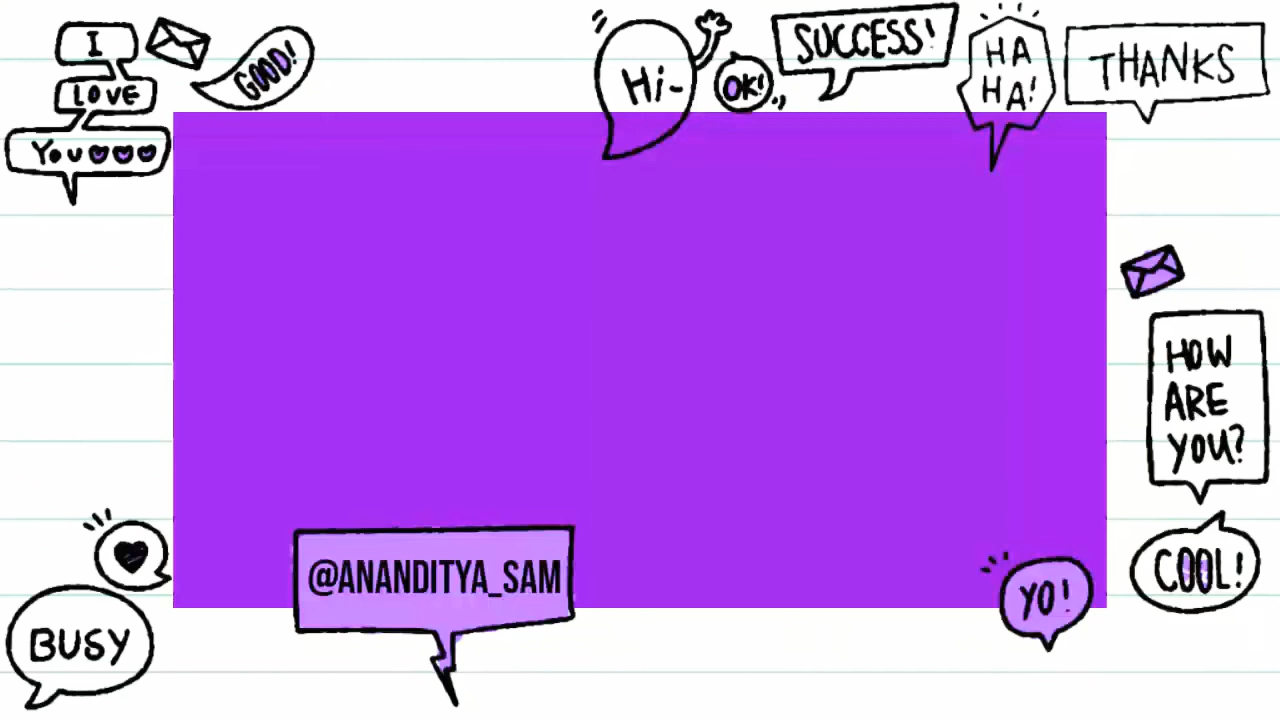 I
LOVE
You
GOOD!
Hi-
OK!
SUCCESS!
HA
HA!
THANKS
HOW
ARE
YOU?
COOL!
YO!
@ANANDITYA_SAM
BUSY